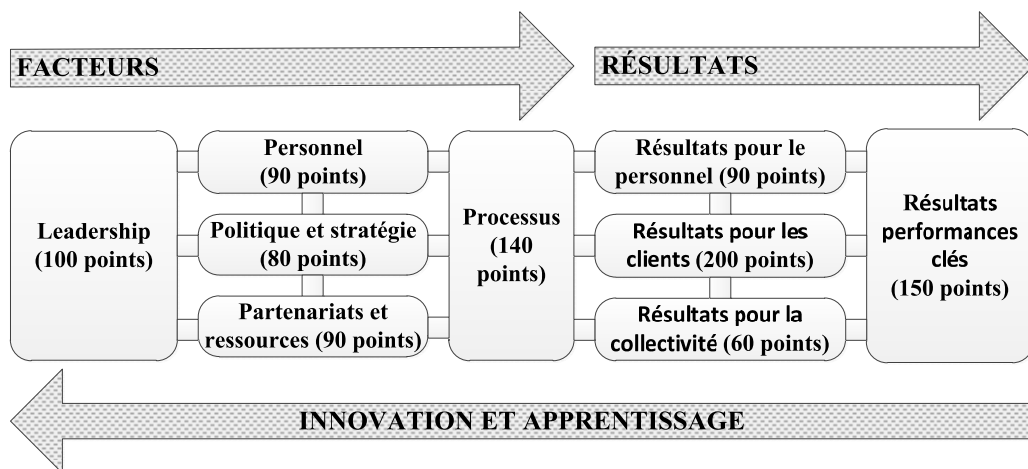 FACTEURS
RÉSULTATS
Leadership
(100 points)
Personnel
(90 points)
Politique et stratégie
(80 points)
Partenariats et
ressources (90 points)
Processus
(140
points)
Résultats pour le
personnel (90 points)
Résultats pour les
clients (200 points)
Résultats pour la
collectivité (60 points)
Résultats
performances
clés
(150 points)
INNOVATION ET APPRENTISSAGE